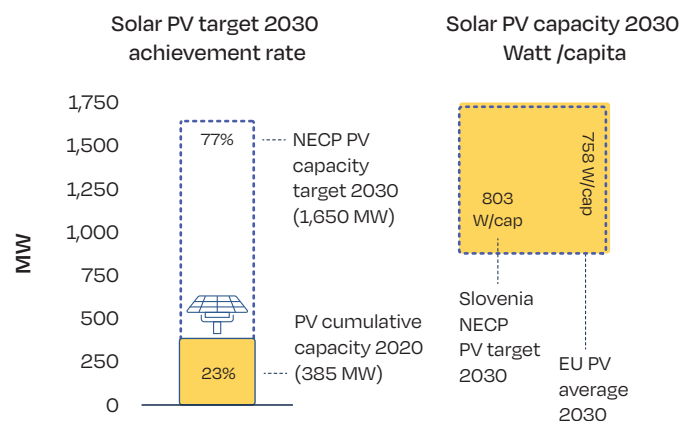 Solar PV target 2030
achievement rate
MW
1,750
1,500
1,250
1,000
750
500
250
0
77%
23%
NECP PV
capacity
target 2030
(1,650 MW)
PV cumulative
capacity 2020
(385 MW)
Solar PV capacity 2030
Watt /capita
803
W/cap
758 W/cap
Slovenia
NECP
PV target
2030
EU PV
average
2030